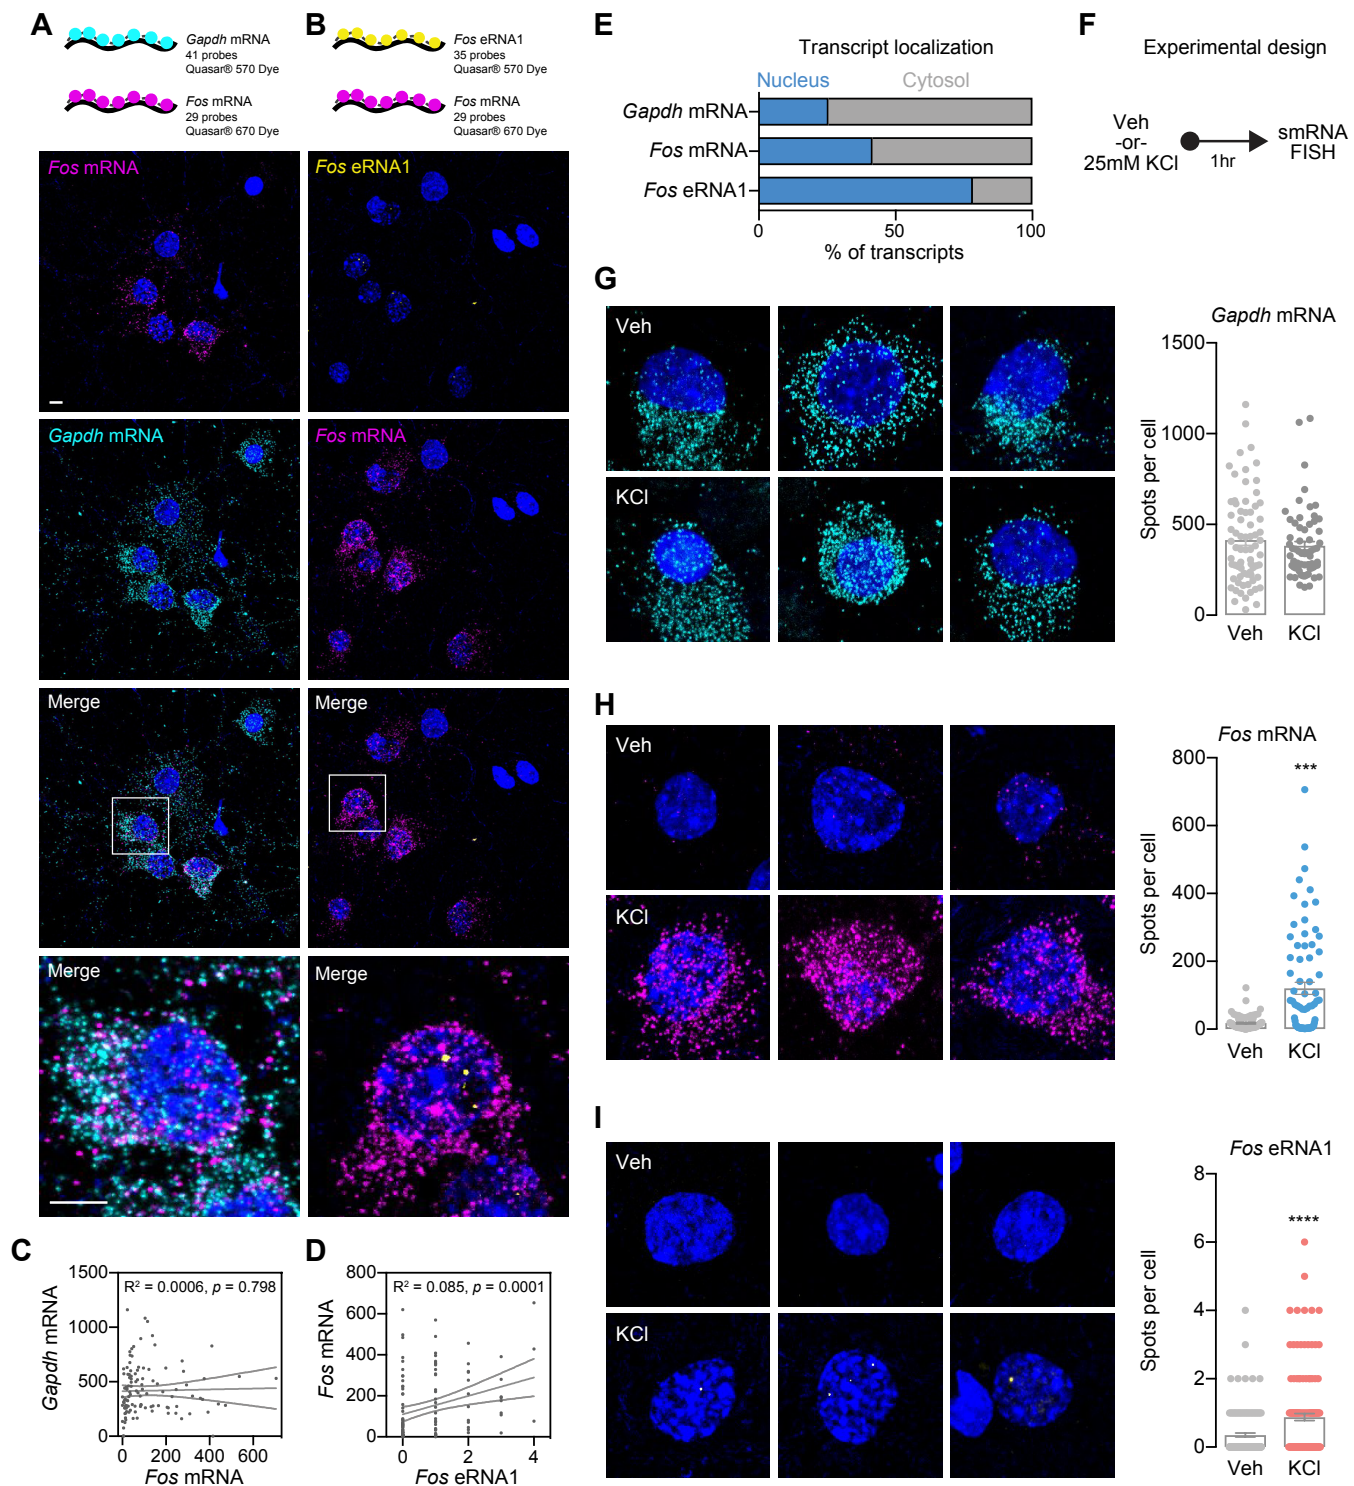 A
Gapdh mRNA
41 probes
Quasar® 570 Dye
Fos mRNA
29 probes
Quasar® 670 Dye
Fos mRNA
Gapdh mRNA
Merge
Merge
B
Fos eRNA1
35 probes
Quasar® 570 Dye
Fos mRNA
29 probes
Quasar® 670 Dye
Fos eRNA1
Fos mRNA
Merge
Merge
C
R² = 0.0006, p = 0.798
Gapdh mRNA
1500
1000
500
0
0 200 400 600
Fos mRNA
D
R² = 0.085, p = 0.0001
Fos mRNA
800
600
400
200
0
0 2 4
Fos eRNA1
E
Transcript localization
Nucleus Cytosol
Gapdh mRNA
Fos mRNA
Fos eRNA1
0 50 100
% of transcripts
F
Experimental design
Veh
-or-
25mM KCl
1hr
smRNA
FISH
G
Veh
KCl
Gapdh mRNA
Spots per cell
1500
1000
500
0
Veh KCl
H
Veh
KCl
Fos mRNA
***
Spots per cell
800
600
400
200
0
Veh KCl
I
Veh
KCl
Fos eRNA1
****
Spots per cell
8
6
4
2
0
Veh KCl